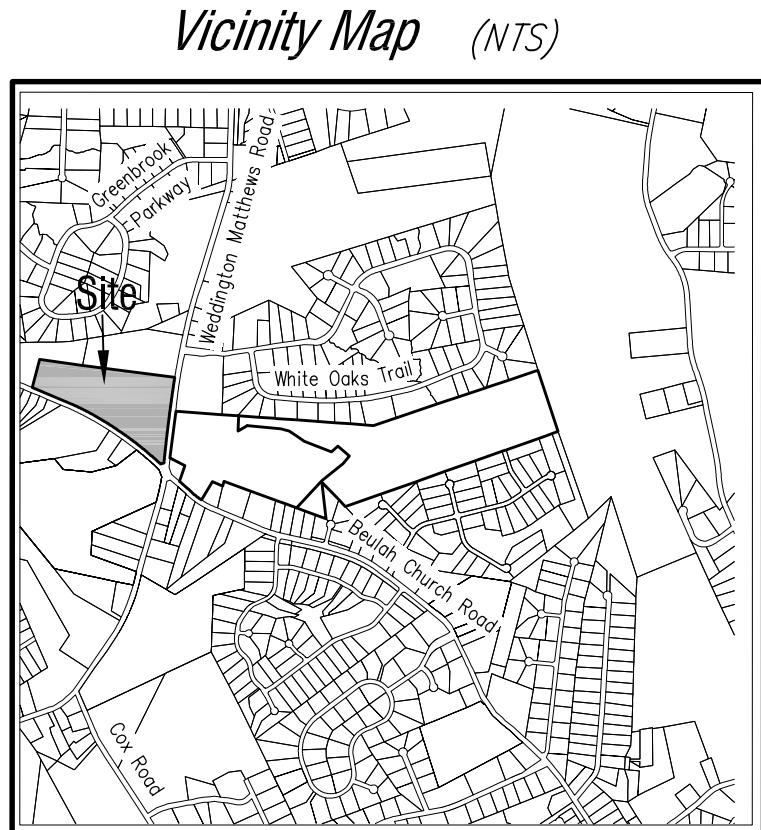 Vicinity Map (NTS)
Greenbrook
Parkway
Weddington Matthews Road
Site
White Oaks Trail
Beulah Church Road
Cox Road